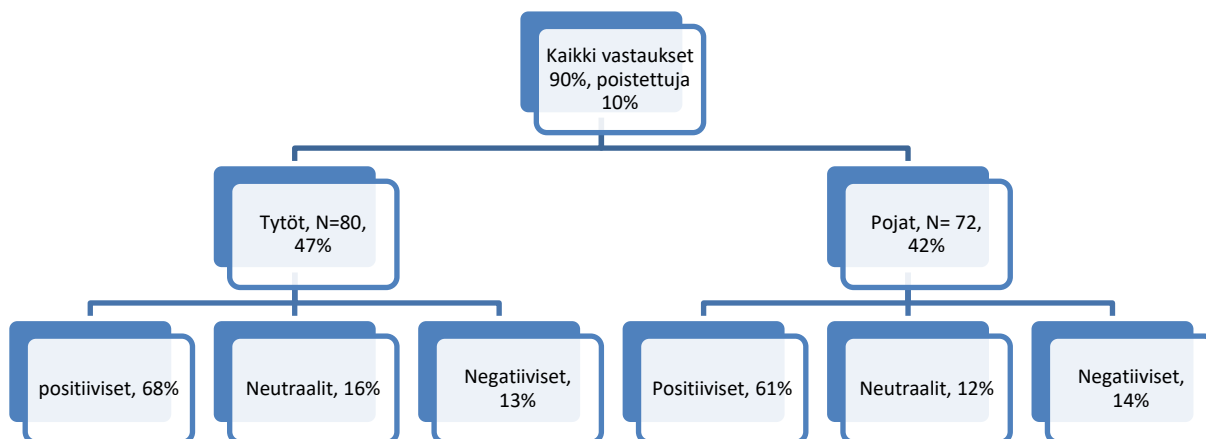 Kaikki vastaukset
90%, poistettuja
10%
Tytöt, N=80,
47%
Pojat, N= 72,
42%
positiiviset, 68%
Neutraalit, 16%
Negatiiviset,
13%
Positiiviset, 61%
Neutraalit, 12%
Negatiiviset,
14%